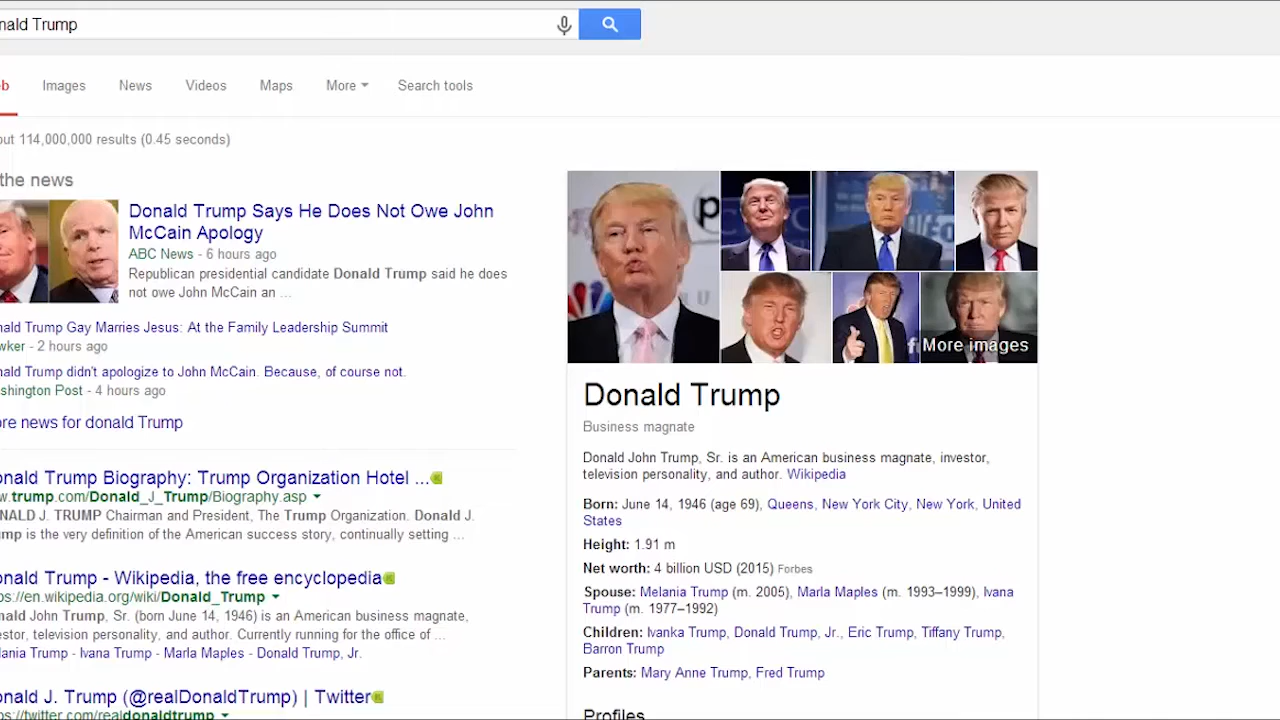 nald Trump
b
Images
News
Videos
Maps
More
Search tools
out 114,000,000 results (0.45 seconds)
the news
Donald Trump Says He Does Not Owe John
McCain Apology
ABC News - 6 hours ago
Republican presidential candidate Donald Trump said he does
not owe John McCain an ...
nald Trump Gay Marries Jesus: At the Family Leadership Summit
wker - 2 hours ago
nald Trump didn't apologize to John McCain. Because, of course not.
shington Post - 4 hours ago
ore news for donald Trump
onald Trump Biography: Trump Organization Hotel ...
w.trump.com/Donald_J_Trump/Biography.asp
NALD J. TRUMP Chairman and President, The Trump Organization. Donald J.
mp is the very definition of the American success story, continually setting ...
onald Trump - Wikipedia, the free encyclopedia
ps://en.wikipedia.org/wiki/Donald_Trump
nald John Trump, Sr. (born June 14, 1946) is an American business magnate,
estor, television personality, and author. Currently running for the office of ...
lania Trump - Ivana Trump - Marla Maples - Donald Trump, Jr.
onald J. Trump (@realDonaldTrump) | Twitter
ps://twitter.com/realdonaldtrump
More images
Donald Trump
Business magnate
Donald John Trump, Sr. is an American business magnate, investor,
television personality, and author. Wikipedia
Born: June 14, 1946 (age 69), Queens, New York City, New York, United
States
Height: 1.91 m
Net worth: 4 billion USD (2015) Forbes
Spouse: Melania Trump (m. 2005), Marla Maples (m. 1993–1999), Ivana
Trump (m. 1977–1992)
Children: Ivanka Trump, Donald Trump, Jr., Eric Trump, Tiffany Trump,
Barron Trump
Parents: Mary Anne Trump, Fred Trump
Profiles